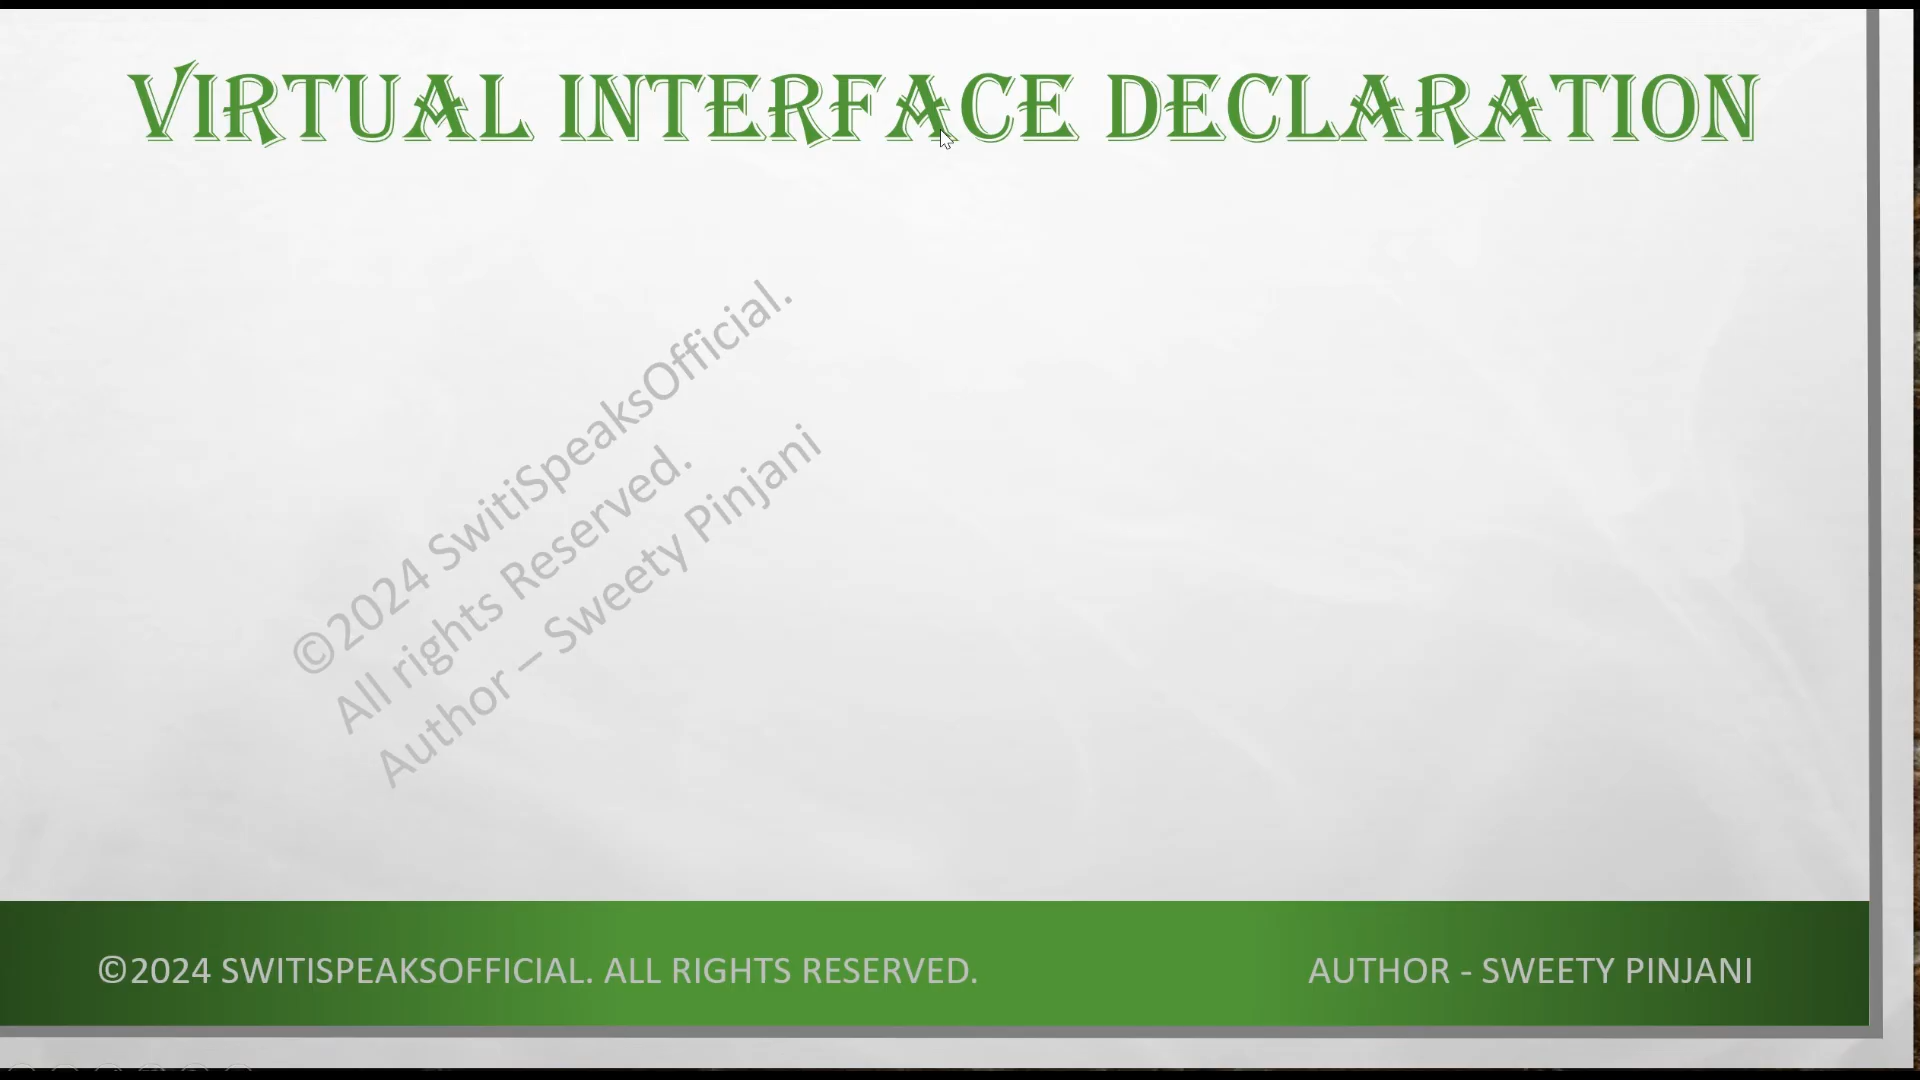 VIRTUAL INTERFACE DECLARATION
©2024 SwitiSpeaksOfficial.
All rights Reserved.
Author – Sweety Pinjani
©2024 SWITISPEAKSOFFICIAL. ALL RIGHTS RESERVED.
AUTHOR - SWEETY PINJANI